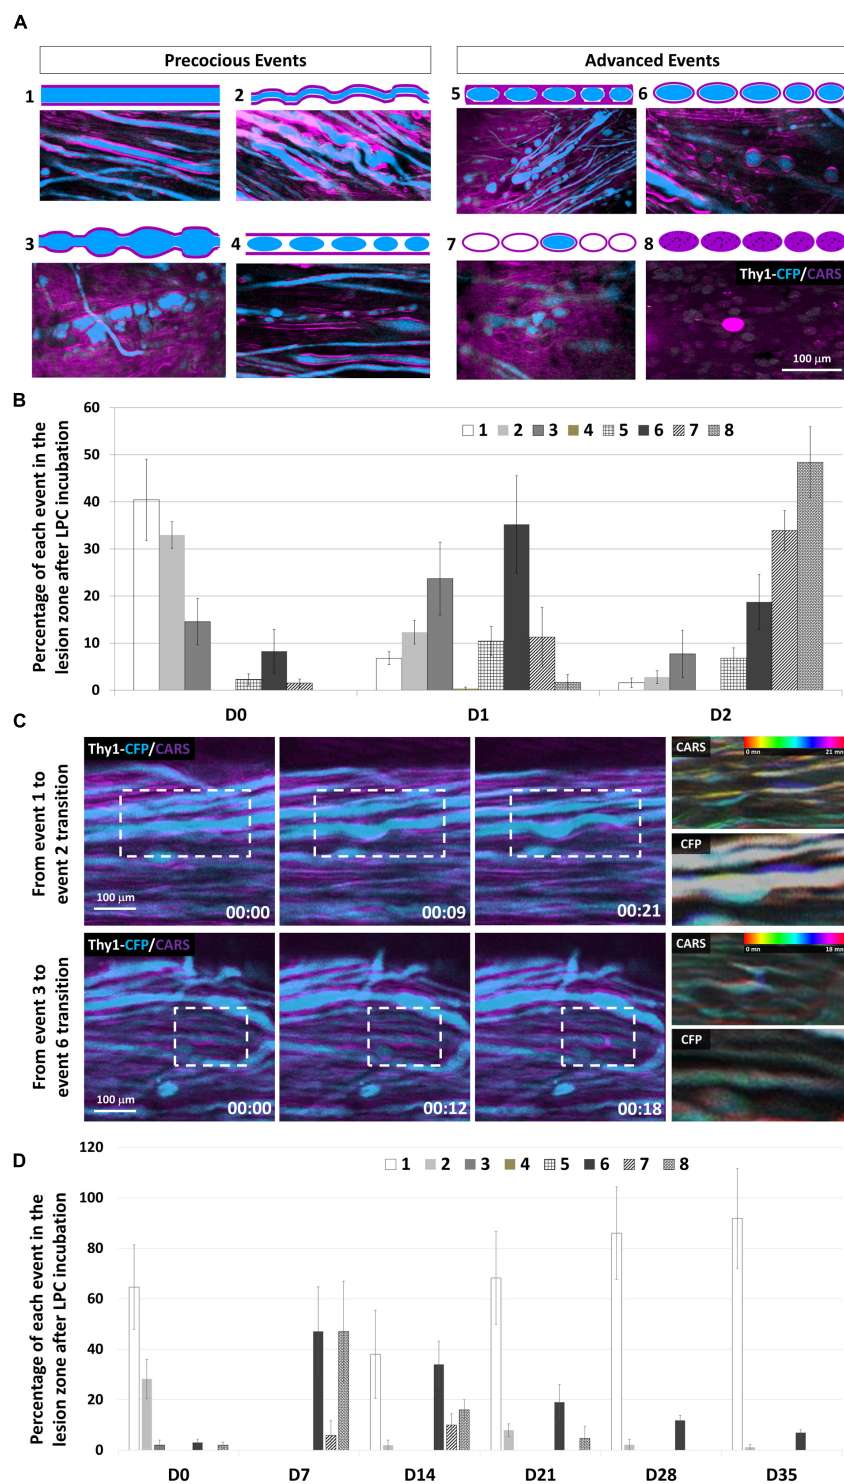 A
Precocious Events
Advanced Events
1
2
5
6
3
4
7
8
Thy1-CFP/CARS
100 µm
B
Percentage of each event in the
lesion zone after LPC incubation
60
50
40
30
20
10
0
1 2 3 4 5 6 7 8
D0 D1 D2
C
From event 1 to
event 2 transition
Thy1-CFP/CARS
100 µm
00:00
00:09
00:21
CARS
0 mn 21 mn
CFP
From event 3 to
event 6 transition
Thy1-CFP/CARS
100 µm
00:00
00:12
00:18
CARS
0 mn 18 mn
CFP
D
Percentage of each event in the
lesion zone after LPC incubation
120
100
80
60
40
20
0
1 2 3 4 5 6 7 8
D0 D7 D14 D21 D28 D35